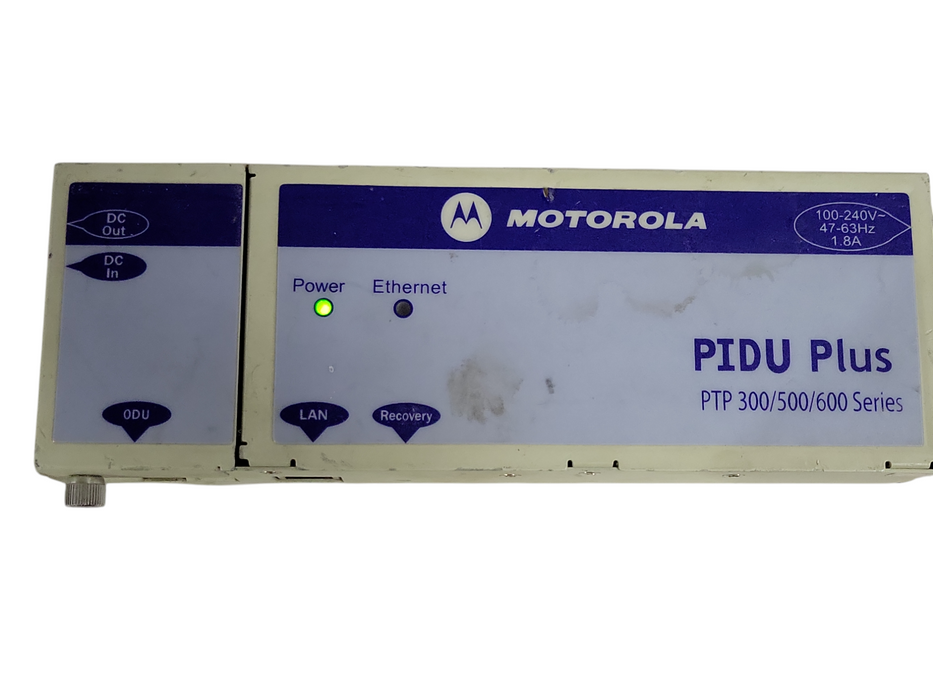 DC
Out
DC
In
ODU
MOTOROLA
100-240V~
47-63Hz
1.8A
Power
Ethernet
PIDU Plus
PTP 300/500/600 Series
LAN
Recovery